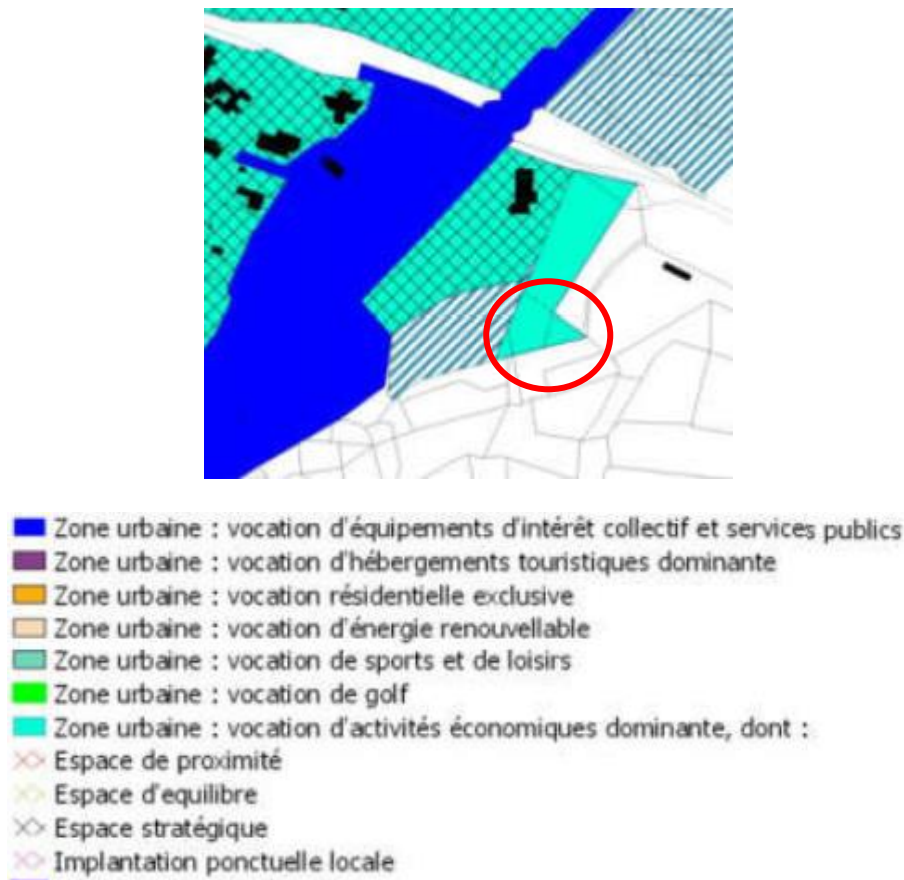 Zone urbaine : vocation d'équipements d'intérêt collectif et services publics
Zone urbaine : vocation d'hébergements touristiques dominante
Zone urbaine : vocation résidentielle exclusive
Zone urbaine : vocation d'énergie renouvellable
Zone urbaine : vocation de sports et de loisirs
Zone urbaine : vocation de golf
Zone urbaine : vocation d'activités économiques dominante, dont :
Espace de proximité
Espace d'equilibre
Espace stratégique
Implantation ponctuelle locale